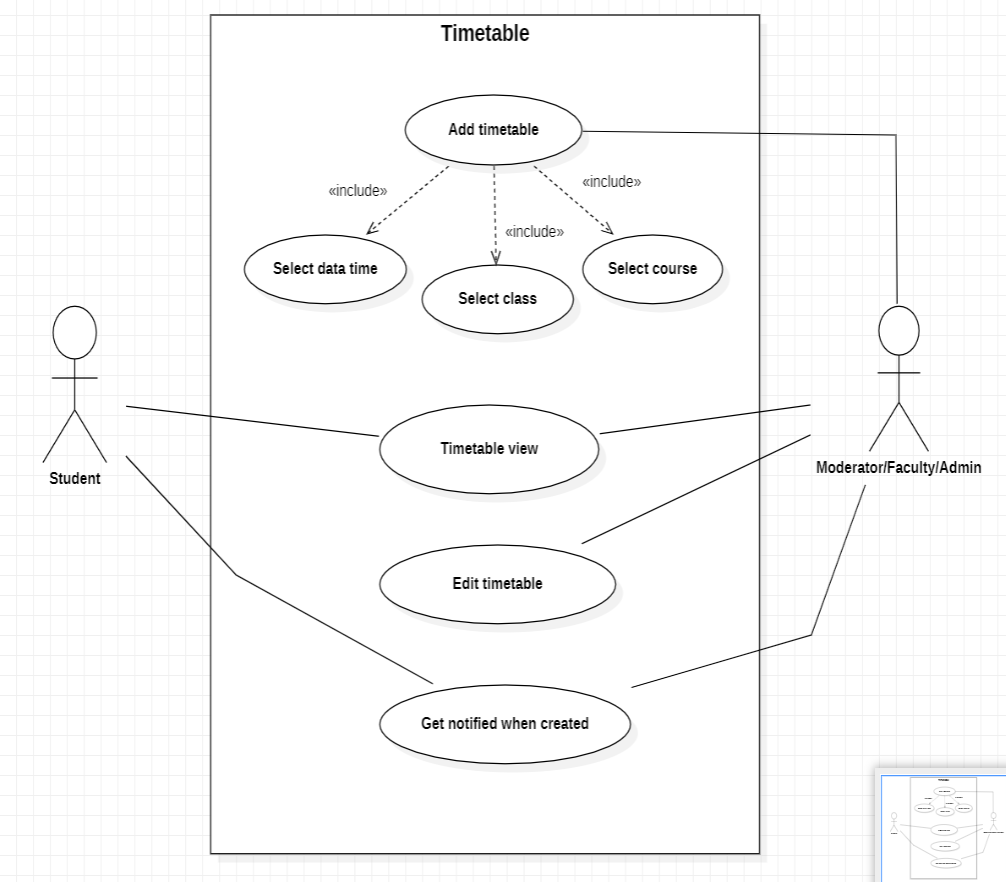 Timetable
Add timetable
«include»
«include»
«include»
Select data time
Select course
Select class
Timetable view
Student
Moderator/Faculty/Admin
Edit timetable
Get notified when created